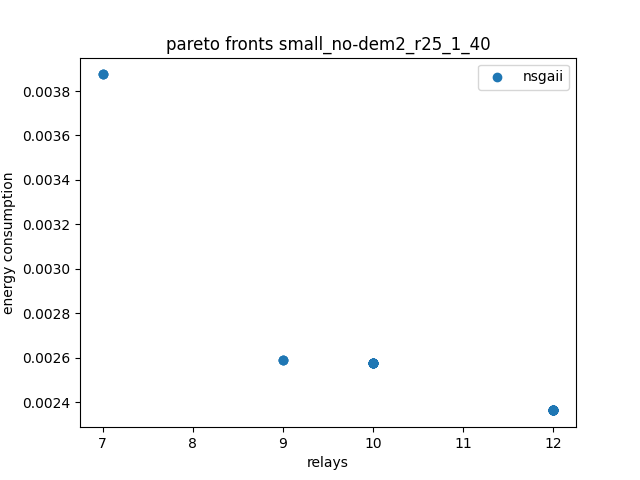 pareto fronts small_no-dem2_r25_1_40
nsgaii
energy consumption
0.0038
0.0036
0.0034
0.0032
0.0030
0.0028
0.0026
0.0024
7 8 9 10 11 12
relays